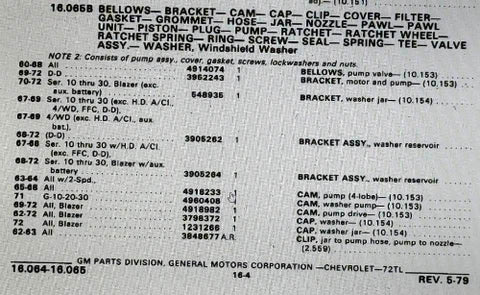 16.065B BELLOWS— BRACKET— CAM— CAP— CLIP— COVER— FILTER
GASKET— GROMMET— HOSE— JAR— NOZZLE— PAWL— PAWL
UNIT— PISTON— PLUG— PUMP— RATCHET— RATCHET WHEEL—
RATCHET SPRING— RING— SCREW— SEAL— SPRING— TEE— VALVE
ASSY.— WASHER, Windshield Washer
NOTE 2: Consists of pump assy., cover, gasket, screws, lockwashers and nuts.
60-68 All 4914074 1 BELLOWS, pump valve— (10.153)
69-72 D-D 3962243 1 BRACKET, motor and pump— (10.153)
70-72 Ser. 10 thru 30, Blazer (exc.
aux. battery) 548935 1 BRACKET, washer jar— (10.154)
67-69 Ser. 10 thru 30 (exc. H.D. A/Cl.,
4/WD, FFC, D-D),
67-69 4/WD (exc. H.D. A/Cl., aux.
bat.),
68-72 (D-D) 3905262 1 BRACKET ASSY., washer reservoir
67-68 Ser. 10 thru 30 w/H.D. A/Cl.
(exc. FFC, D-D),
68-72 Ser. 10 thru 30, Blazer w/aux.
battery 3905264 1 BRACKET ASSY., washer reservoir
63-64 All w/2-Spd.,
65-66 All 4918233 1 CAM, pump (4-lobe)— (10.153)
71 G-10-20-30 4960408 1 CAM, washer pump— (10.153)
69-72 All, Blazer 4918982 1 CAM, pump drive— (10.153)
62-72 All, Blazer 3798372 1 CAP, washer— (10.154)
72 All, Blazer 1231266 1 CAP, washer jar— (10.154)
62-63 All 3848677 A.R. CLIP, jar to pump hose, pump to nozzle—
(2.559)
GM PARTS DIVISION, GENERAL MOTORS CORPORATION —CHEVROLET—72TL
16.064-16.065 16-4 REV. 5-79